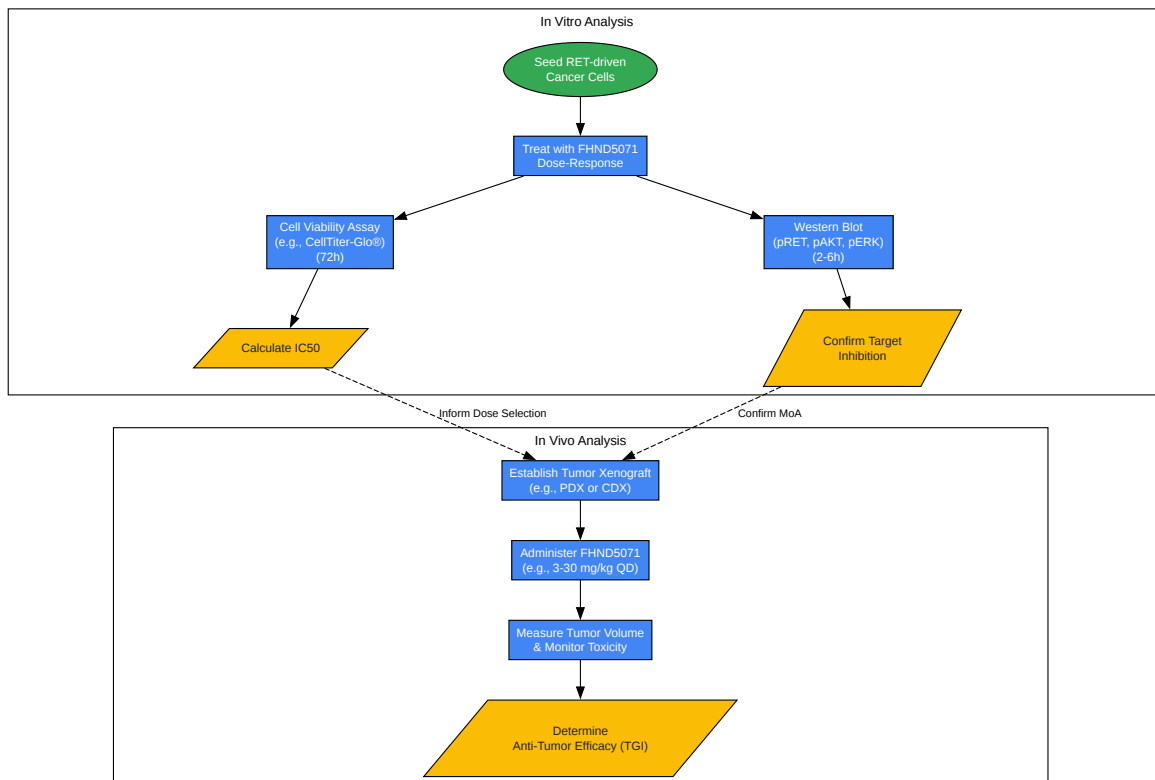 In Vitro Analysis
Seed RET-driven
Cancer Cells
Treat with FHND5071
Dose-Response
Cell Viability Assay
(e.g., CellTiter-Glo®)
(72h)
Western Blot
(pRET, pAKT, pERK)
(2-6h)
Calculate IC50
Confirm Target
Inhibition
Inform Dose Selection
Confirm MoA
In Vivo Analysis
Establish Tumor Xenograft
(e.g., PDX or CDX)
Administer FHND5071
(e.g., 3-30 mg/kg QD)
Measure Tumor Volume
& Monitor Toxicity
Determine
Anti-Tumor Efficacy (TGI)